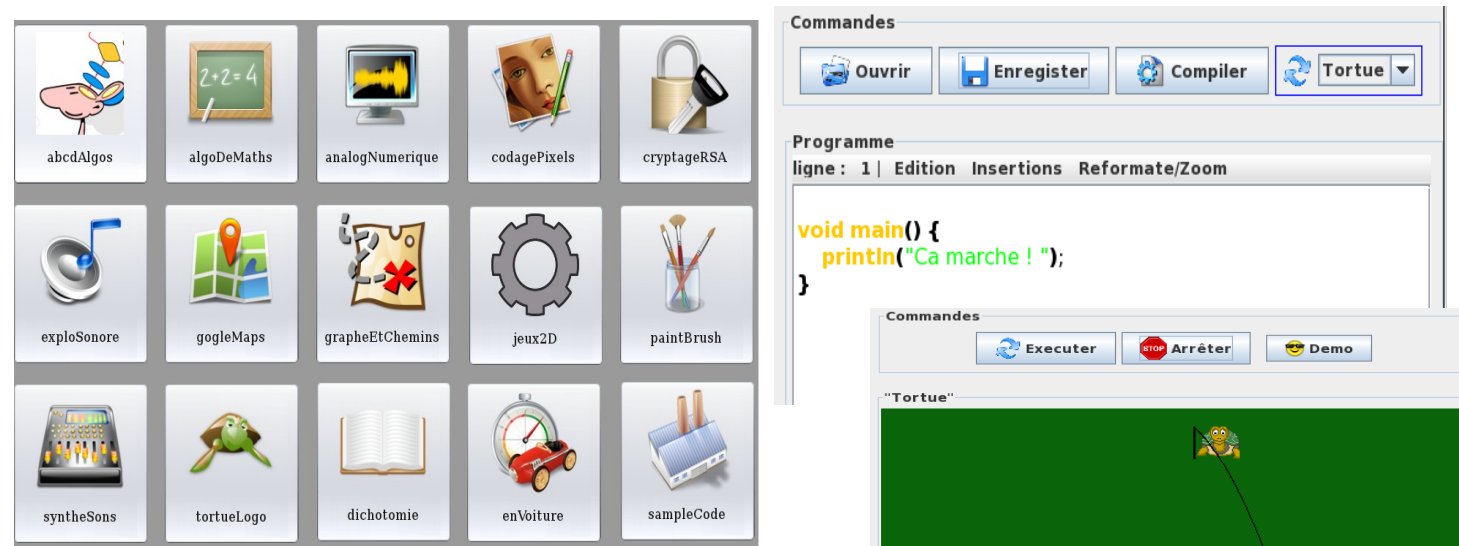 2+2=4
abcdAlgos
algoDeMaths
analogNumerique
codagePixels
cryptageRSA
exploSonore
gogleMaps
grapheEtChemins
jeux2D
paintBrush
syntheSons
tortueLogo
dichotomie
enVoiture
sampleCode
Commandes
Ouvrir
Enregister
Compiler
Tortue
Programme
ligne : 1 | Edition Insertions Reformate/Zoom
void main() {
println("Ca marche ! ");
}
Commandes
Executer
STOP Arrêter
Demo
"Tortue"